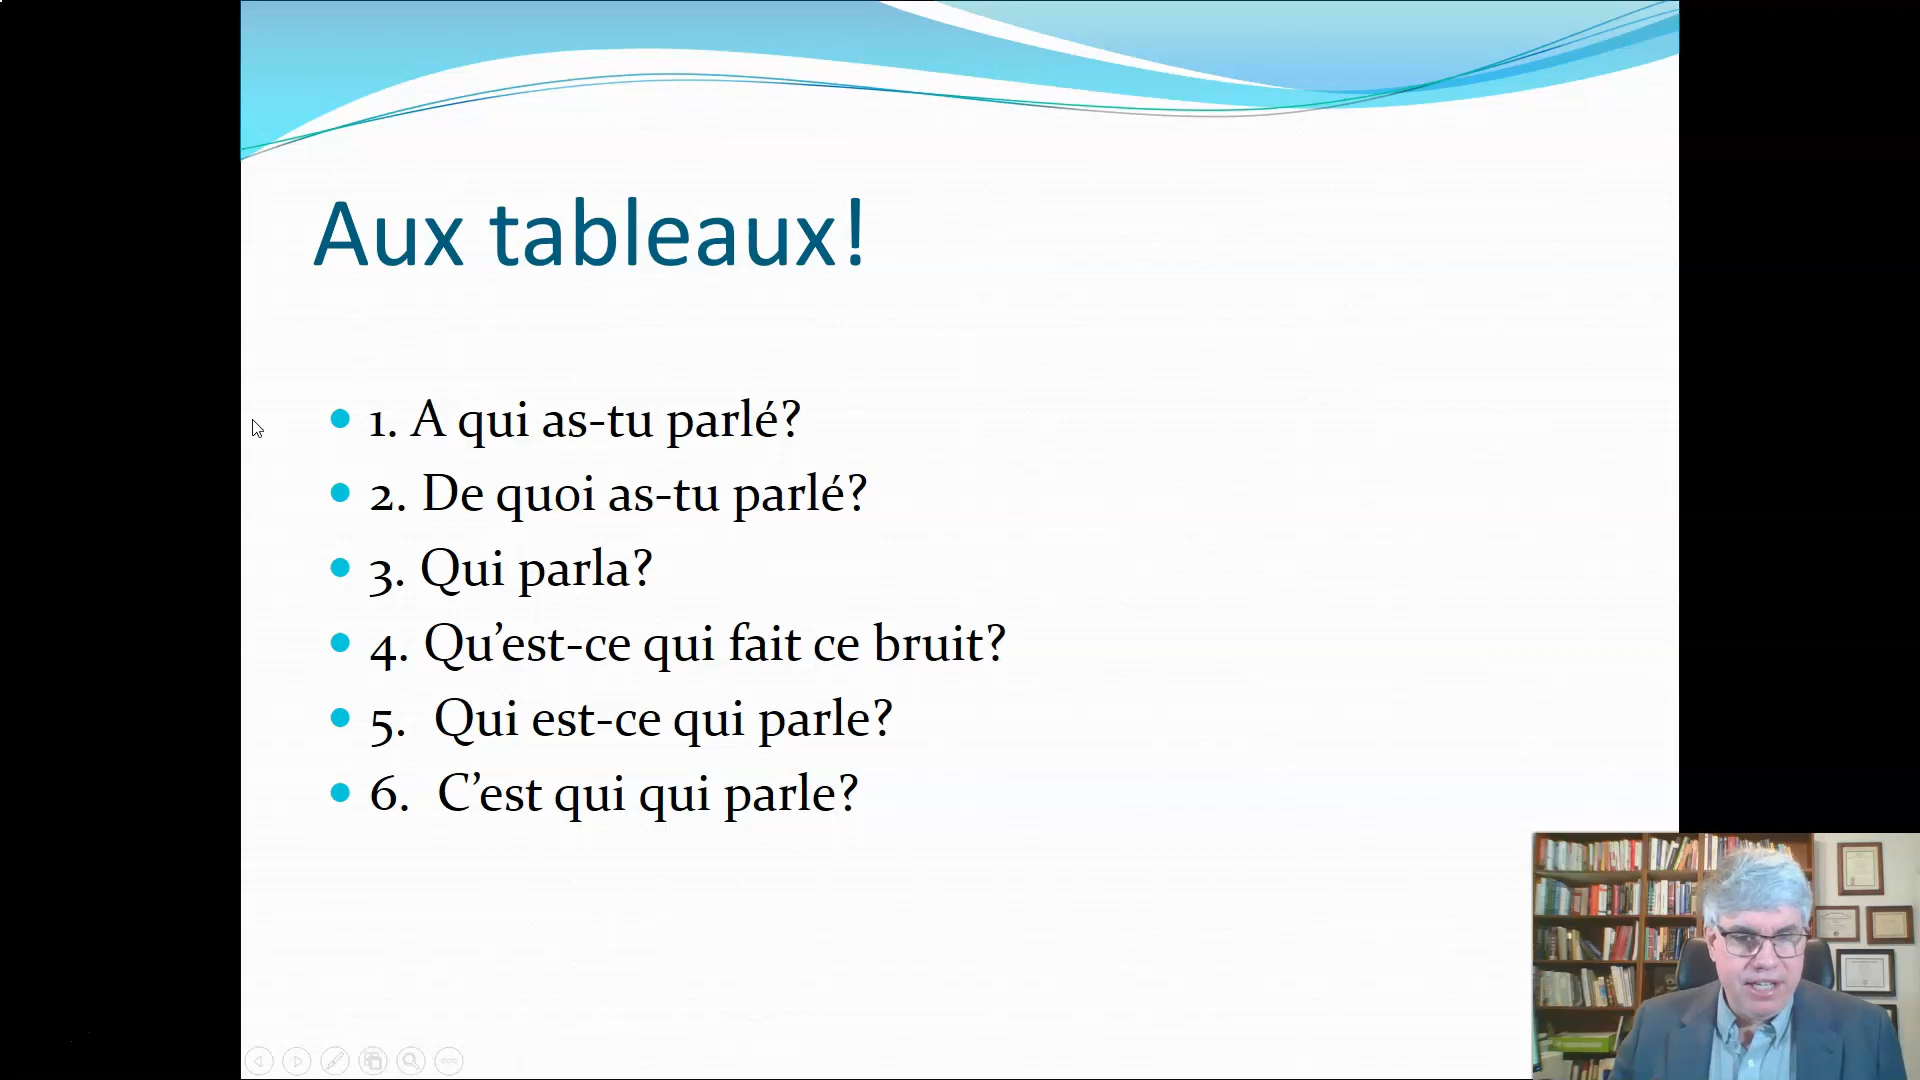 Aux tableaux!
1. A qui as-tu parlé?
2. De quoi as-tu parlé?
3. Qui parla?
4. Qu’est-ce qui fait ce bruit?
5. Qui est-ce qui parle?
6. C’est qui qui parle?